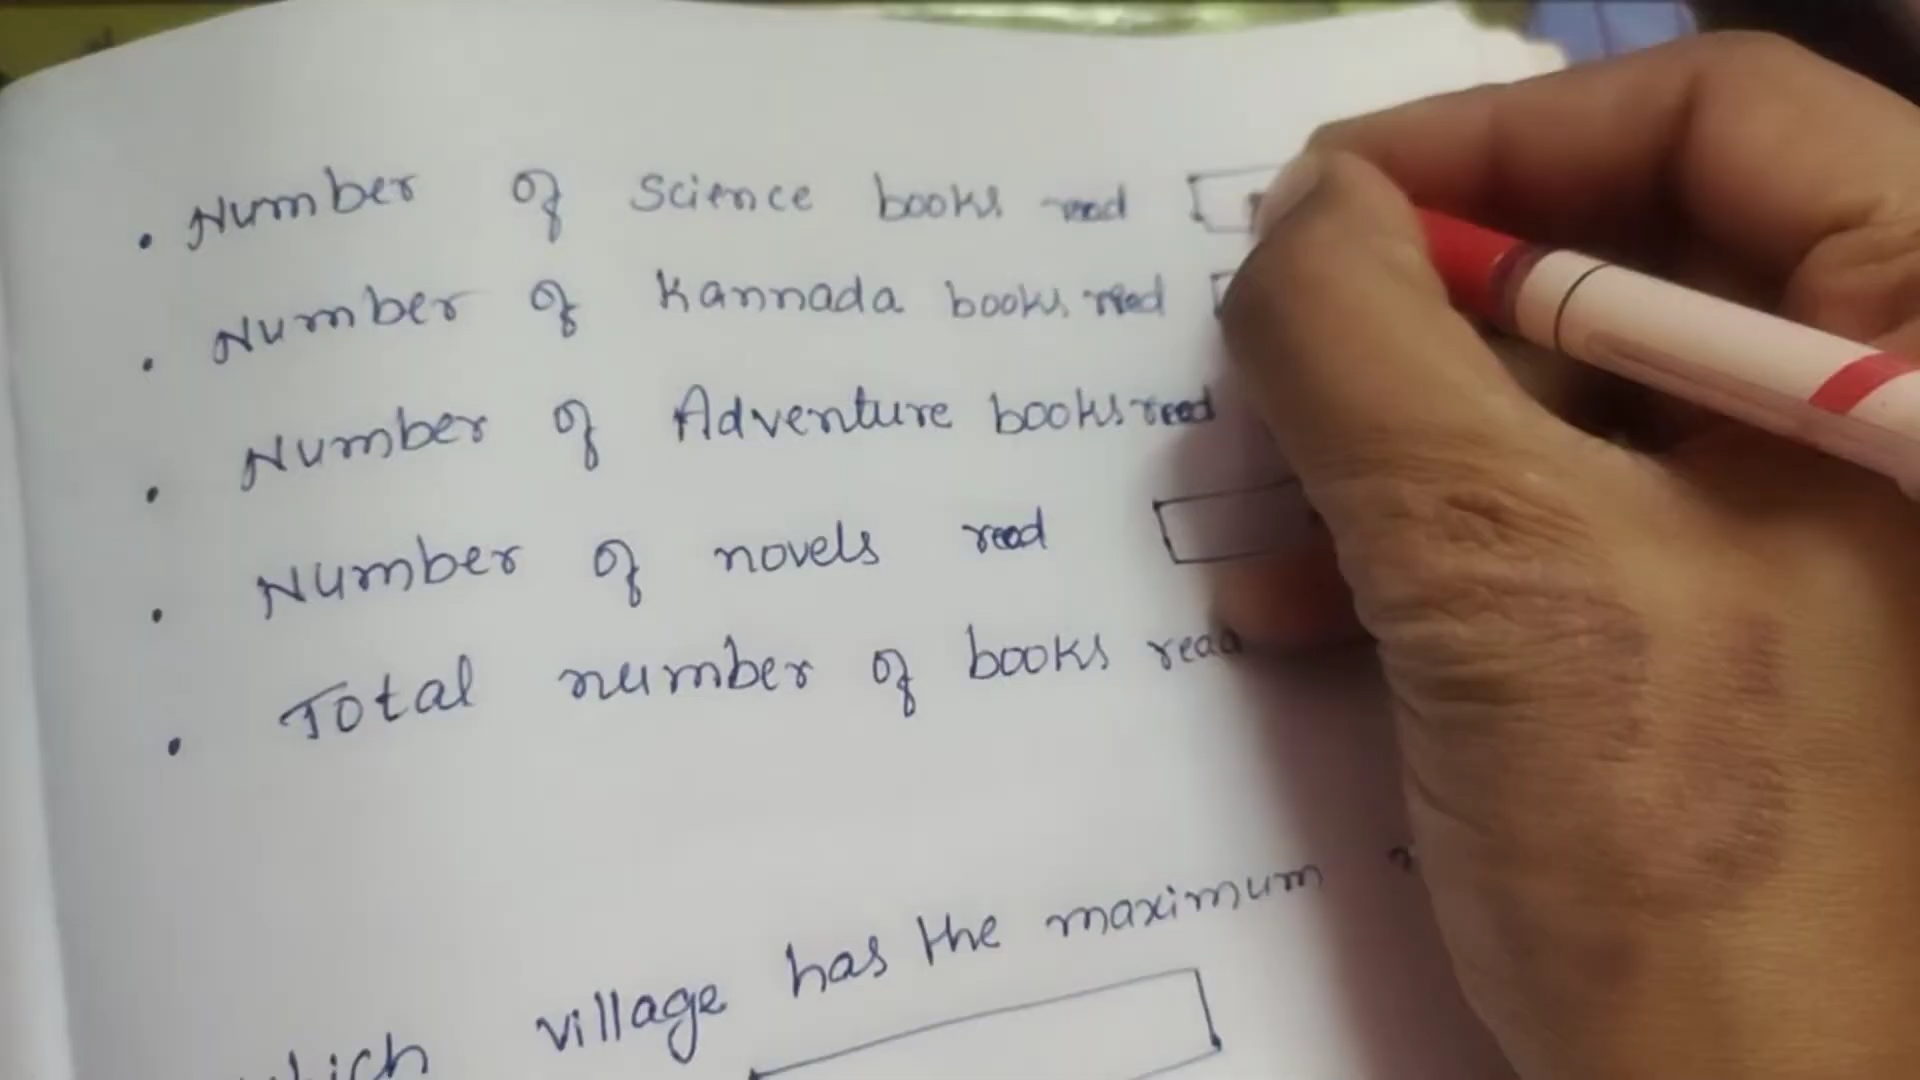 • Number of Science books read
• Number of Kannada books read
• Number of Adventure books read
• Number of novels read
• Total number of books read
village has the maximum